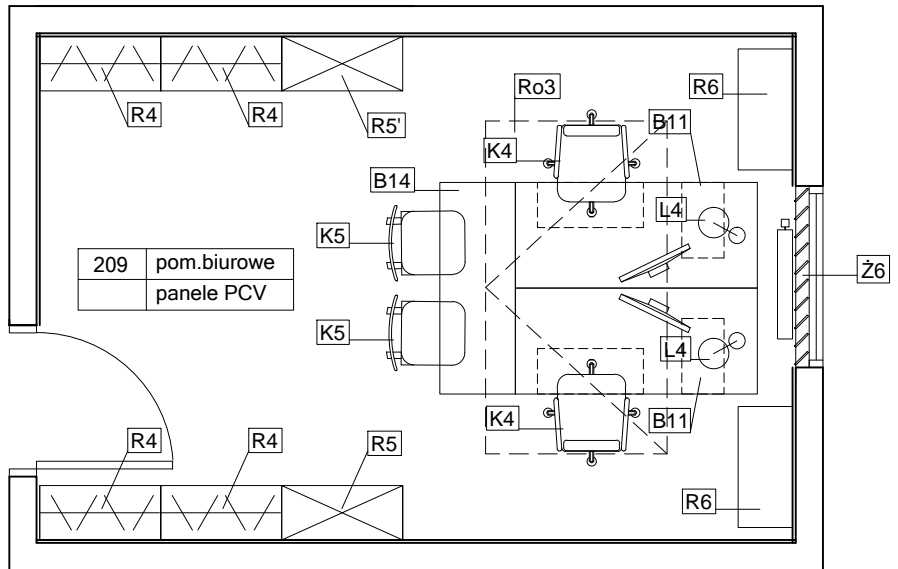 Ro3
R6
R4
R4
R5'
B11
K4
B14
L4
K5
209 pom.biurowe
panele PCV
Ż6
K5
L4
K4
B11
R4
R4
R5
R6